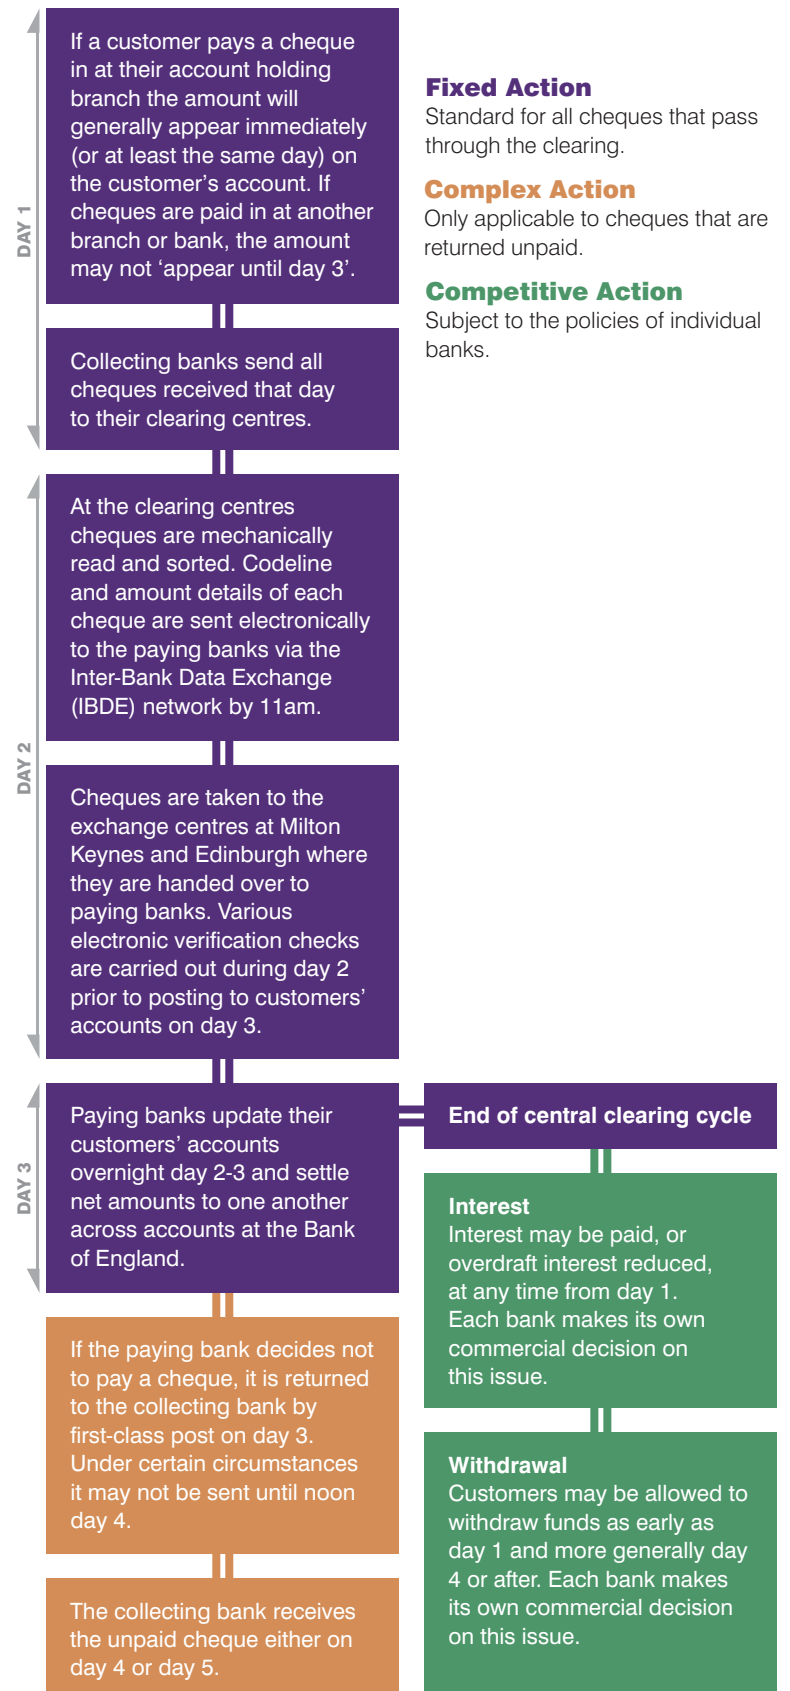 DAY 1
If a customer pays a cheque
in at their account holding
branch the amount will
generally appear immediately
(or at least the same day) on
the customer’s account. If
cheques are paid in at another
branch or bank, the amount
may not ‘appear until day 3’.
Collecting banks send all
cheques received that day
to their clearing centres.
Fixed Action
Standard for all cheques that pass
through the clearing.
Complex Action
Only applicable to cheques that are
returned unpaid.
Competitive Action
Subject to the policies of individual
banks.
DAY 2
At the clearing centres
cheques are mechanically
read and sorted. Codeline
and amount details of each
cheque are sent electronically
to the paying banks via the
Inter-Bank Data Exchange
(IBDE) network by 11am.
Cheques are taken to the
exchange centres at Milton
Keynes and Edinburgh where
they are handed over to
paying banks. Various
electronic verification checks
are carried out during day 2
prior to posting to customers’
accounts on day 3.
DAY 3
Paying banks update their
customers’ accounts
overnight day 2-3 and settle
net amounts to one another
across accounts at the Bank
of England.
If the paying bank decides not
to pay a cheque, it is returned
to the collecting bank by
first-class post on day 3.
Under certain circumstances
it may not be sent until noon
day 4.
The collecting bank receives
the unpaid cheque either on
day 4 or day 5.
End of central clearing cycle
Interest
Interest may be paid, or
overdraft interest reduced,
at any time from day 1.
Each bank makes its own
commercial decision on
this issue.
Withdrawal
Customers may be allowed to
withdraw funds as early as
day 1 and more generally day
4 or after. Each bank makes
its own commercial decision
on this issue.